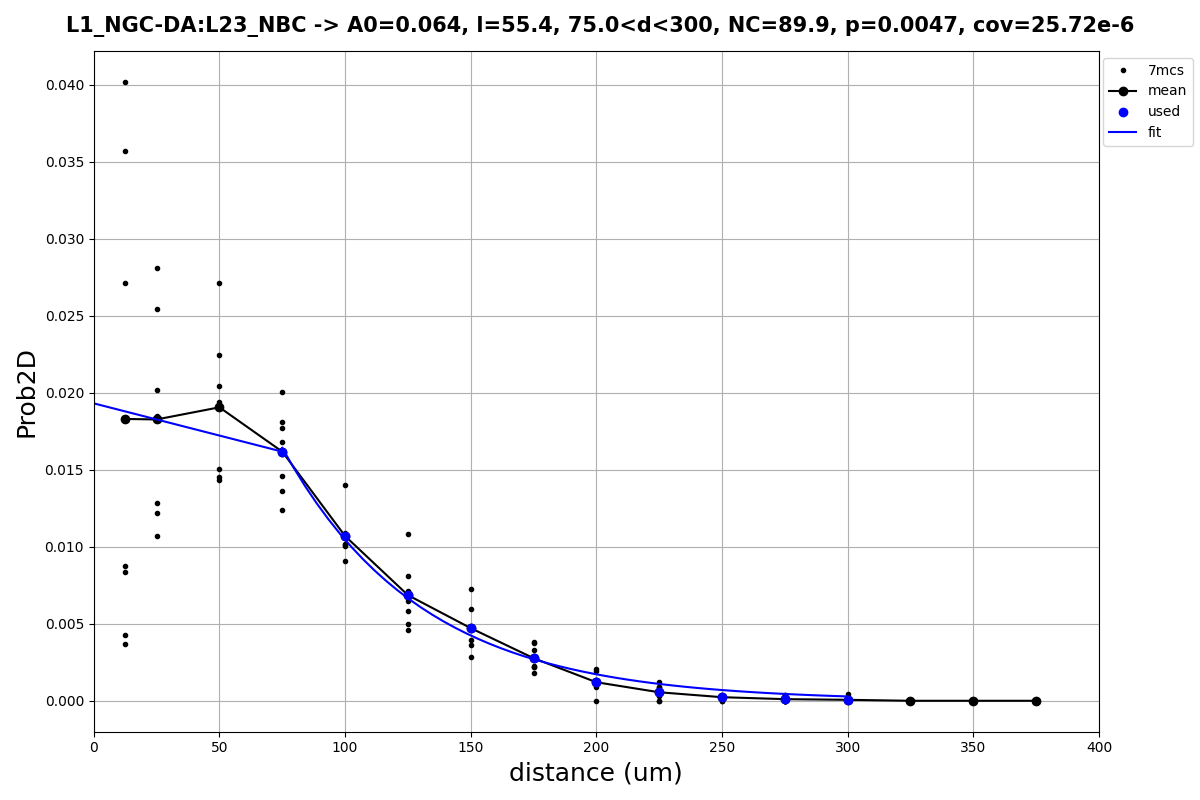 L1_NGC-DA:L23_NBC -> A0=0.064, l=55.4, 75.0<d<300, NC=89.9, p=0.0047, cov=25.72e-6
7mcs
mean
used
fit
Prob2D
0.040
0.035
0.030
0.025
0.020
0.015
0.010
0.005
0.000
0 50 100 150 200 250 300 350 400
distance (um)